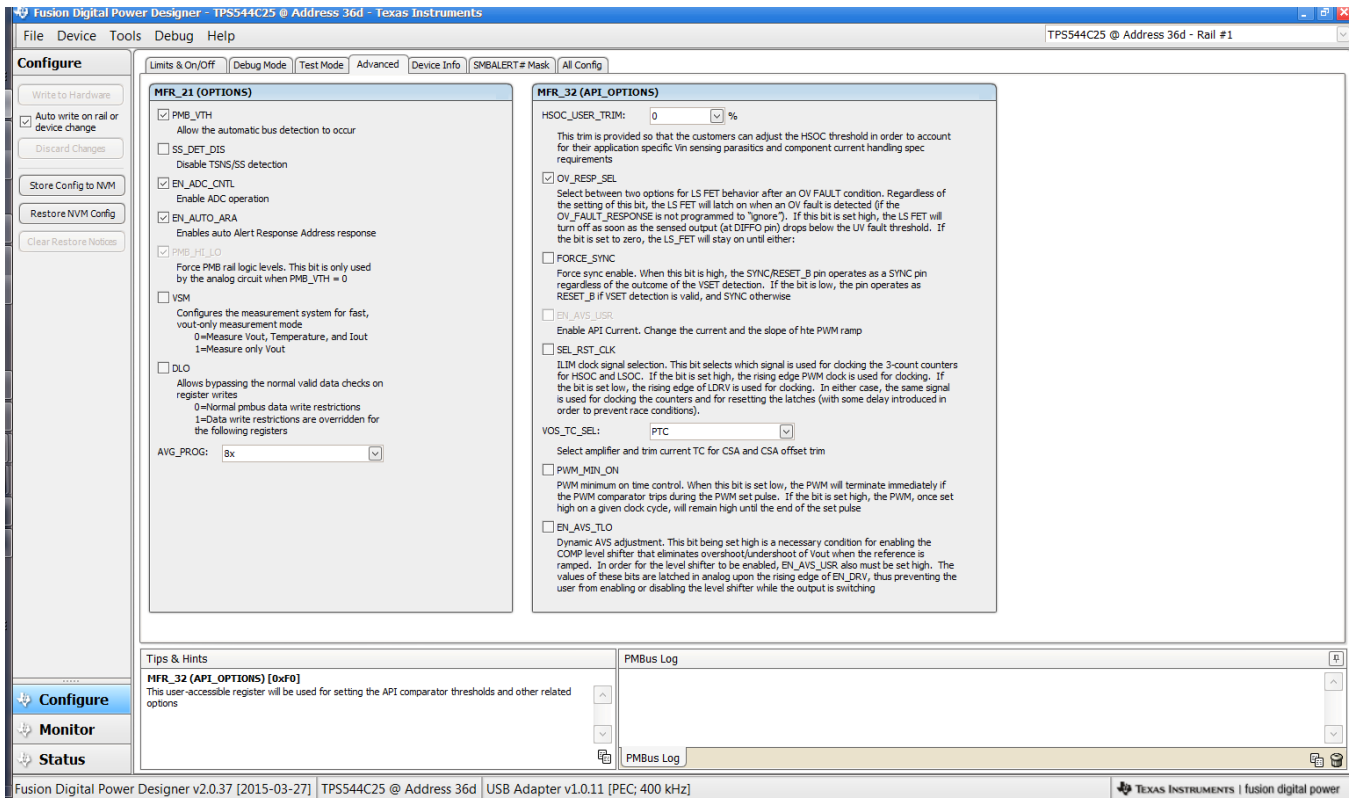 Fusion Digital Power Designer - TPS544C25 @ Address 36d - Texas Instruments
File Device Tools Debug Help
TPS544C25 @ Address 36d - Rail #1
Configure
Write to Hardware
Auto write on rail or
device change
Discard Changes
Store Config to NVM
Restore NVM Config
Clear Restore Notices
Limits & On/Off Debug Mode Test Mode Advanced Device Info SMBALERT# Mask All Config
MFR_21 (OPTIONS)
PMB_VTH
Allow the automatic bus detection to occur
SS_DET_DIS
Disable TSNS/SS detection
EN_ADC_CNTL
Enable ADC operation
EN_AUTO_ARA
Enables auto Alert Response Address response
PMB_HI_LO
Force PMB rail logic levels. This bit is only used
by the analog circuit when PMB_VTH = 0
VSM
Configures the measurement system for fast,
vout-only measurement mode
0=Measure Vout, Temperature, and Iout
1=Measure only Vout
DLO
Allows bypassing the normal valid data checks on
register writes
0=Normal pmbus data write restrictions
1=Data write restrictions are overridden for
the following registers
AVG_PROG: 8x
MFR_32 (API_OPTIONS)
HSOC_USER_TRIM: 0 %
This trim is provided so that the customers can adjust the HSOC threshold in order to account
for their application specific Vin sensing parasitics and component current handling spec
requirements
OV_RESP_SEL
Select between two options for LS FET behavior after an OV FAULT condition. Regardless of
the setting of this bit, the LS FET will latch on when an OV fault is detected (if the
OV_FAULT_RESPONSE is not programmed to "ignore"). If this bit is set high, the LS FET will
turn off as soon as the sensed output (at DIFFO pin) drops below the UV fault threshold. If
the bit is set to zero, the LS_FET will stay on until either:
FORCE_SYNC
Force sync enable. When this bit is high, the SYNC/RESET_B pin operates as a SYNC pin
regardless of the outcome of the VSET detection. If the bit is low, the pin operates as
RESET_B if VSET detection is valid, and SYNC otherwise
EN_AVS_USR
Enable API Current. Change the current and the slope of hte PWM ramp
SEL_RST_CLK
ILIM clock signal selection. This bit selects which signal is used for clocking the 3-count counters
for HSOC and LSOC. If the bit is set high, the rising edge PWM clock is used for clocking. If
the bit is set low, the rising edge of LDRV is used for clocking. In either case, the same signal
is used for clocking the counters and for resetting the latches (with some delay introduced in
order to prevent race conditions).
VOS_TC_SEL: PTC
Select amplifier and trim current TC for CSA and CSA offset trim
PWM_MIN_ON
PWM minimum on time control. When this bit is set low, the PWM will terminate immediately if
the PWM comparator trips during the PWM set pulse. If the bit is set high, the PWM, once set
high on a given clock cycle, will remain high until the end of the set pulse
EN_AVS_TLO
Dynamic AVS adjustment. This bit being set high is a necessary condition for enabling the
COMP level shifter that eliminates overshoot/undershoot of Vout when the reference is
ramped. In order for the level shifter to be enabled, EN_AVS_USR also must be set high. The
values of these bits are latched in analog upon the rising edge of EN_DRV, thus preventing the
user from enabling or disabling the level shifter while the output is switching
Configure
Monitor
Status
Tips & Hints
MFR_32 (API_OPTIONS) [0xF0]
This user-accessible register will be used for setting the API comparator thresholds and other related
options
PMBus Log
PMBus Log
Fusion Digital Power Designer v2.0.37 [2015-03-27] TPS544C25 @ Address 36d USB Adapter v1.0.11 [PEC; 400 kHz]
TEXAS INSTRUMENTS | fusion digital power